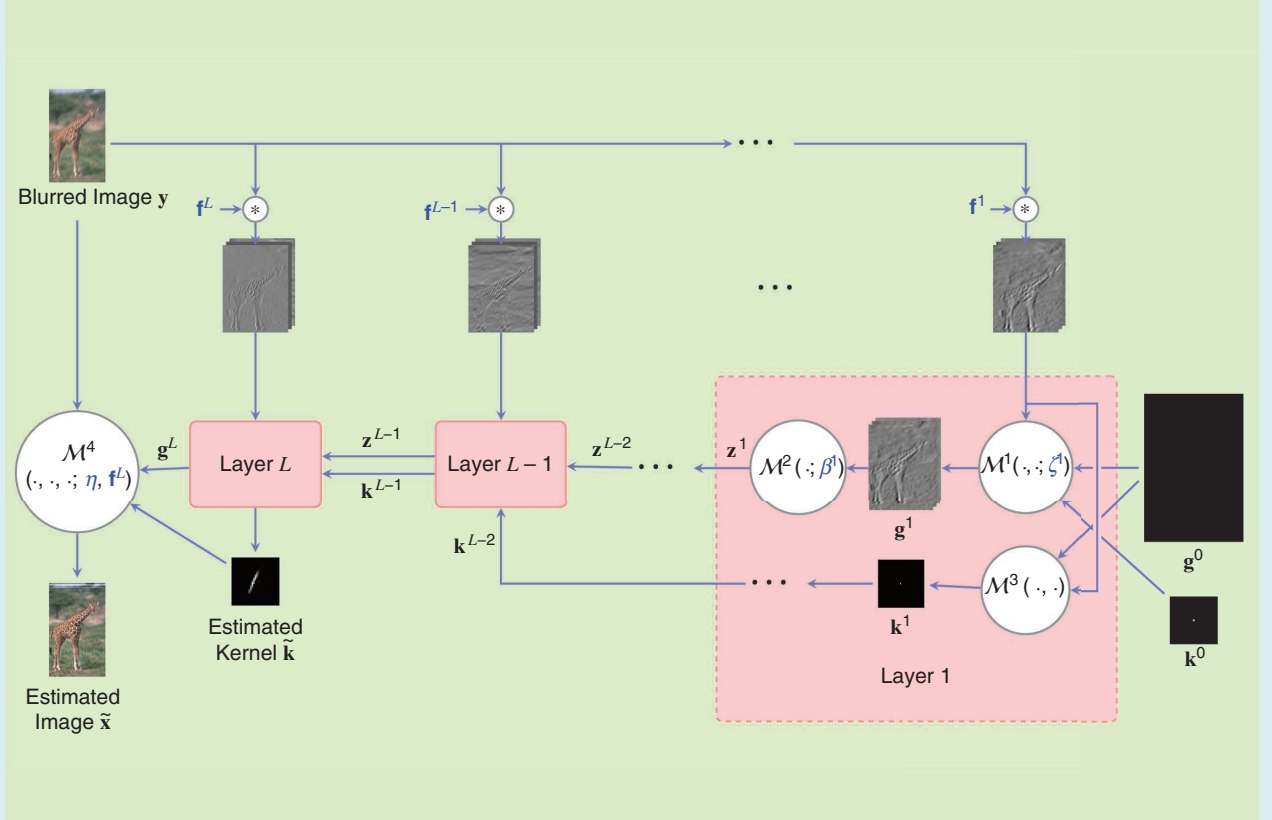 Blurred Image y
f^L
*
f^{L–1}
*
· · ·
f^1
*
· · ·
M^4
(·, ·, ·; η, f^L)
g^L
Layer L
z^{L–1}
k^{L–1}
Layer L – 1
z^{L–2}
· · ·
z^1
M^2 (·; β^1)
g^1
M^1(·, ·; ζ^1)
g^0
k^{L–2}
· · ·
k^1
M^3 (·, ·)
k^0
Layer 1
Estimated
Kernel k̃
Estimated
Image x̃